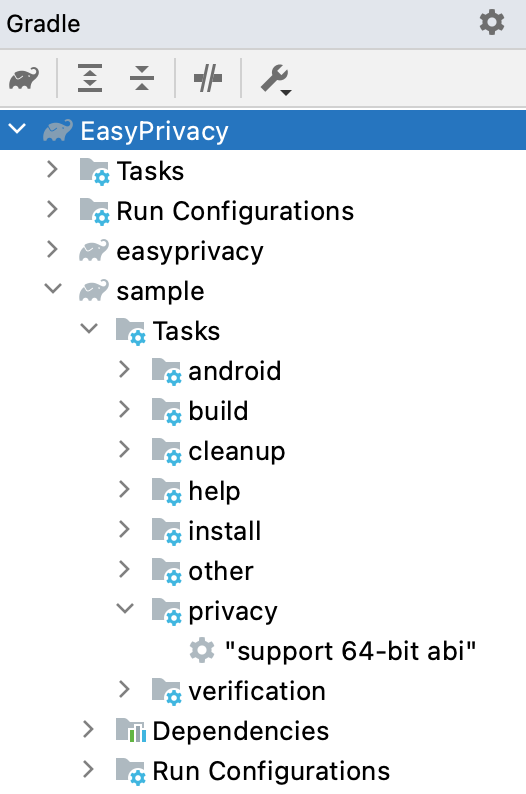 Gradle
EasyPrivacy
Tasks
Run Configurations
easyprivacy
sample
Tasks
android
build
cleanup
help
install
other
privacy
"support 64-bit abi"
verification
Dependencies
Run Configurations